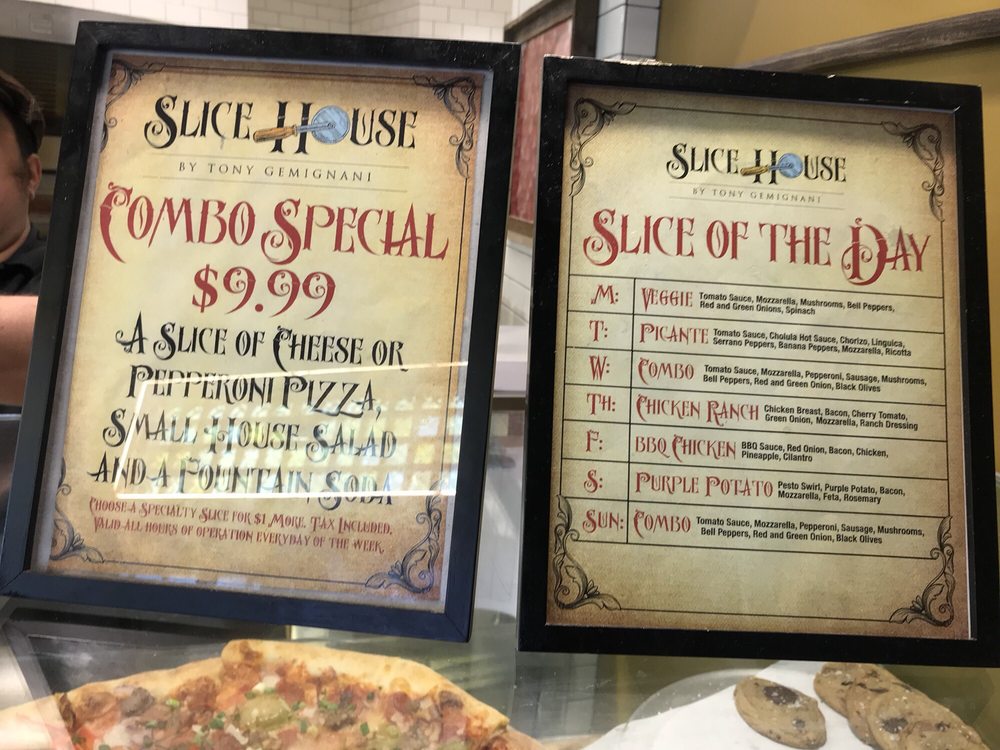 SLICE HOUSE
BY TONY GEMIGNANI
COMBO SPECIAL
$9.99
A SLICE OF CHEESE OR
PEPPERONI PIZZA,
SMALL HOUSE SALAD
AND A FOUNTAIN SODA
CHOOSE A SPECIALTY SLICE FOR $1 MORE. TAX INCLUDED.
VALID ALL HOURS OF OPERATION EVERYDAY OF THE WEEK.
SLICE HOUSE
BY TONY GEMIGNANI
SLICE OF THE DAY
M: VEGGIE Tomato Sauce, Mozzarella, Mushrooms, Bell Peppers,
Red and Green Onions, Spinach
T: PICANTE Tomato Sauce, Cholula Hot Sauce, Chorizo, Linguica,
Serrano Peppers, Banana Peppers, Mozzarella, Ricotta
W: COMBO Tomato Sauce, Mozzarella, Pepperoni, Sausage, Mushrooms,
Bell Peppers, Red and Green Onion, Black Olives
TH: CHICKEN RANCH Chicken Breast, Bacon, Cherry Tomato,
Green Onion, Mozzarella, Ranch Dressing
F: BBQ CHICKEN BBQ Sauce, Red Onion, Bacon, Chicken,
Pineapple, Cilantro
S: PURPLE POTATO Pesto Swirl, Purple Potato, Bacon,
Mozzarella, Feta, Rosemary
SUN: COMBO Tomato Sauce, Mozzarella, Pepperoni, Sausage, Mushrooms,
Bell Peppers, Red and Green Onion, Black Olives